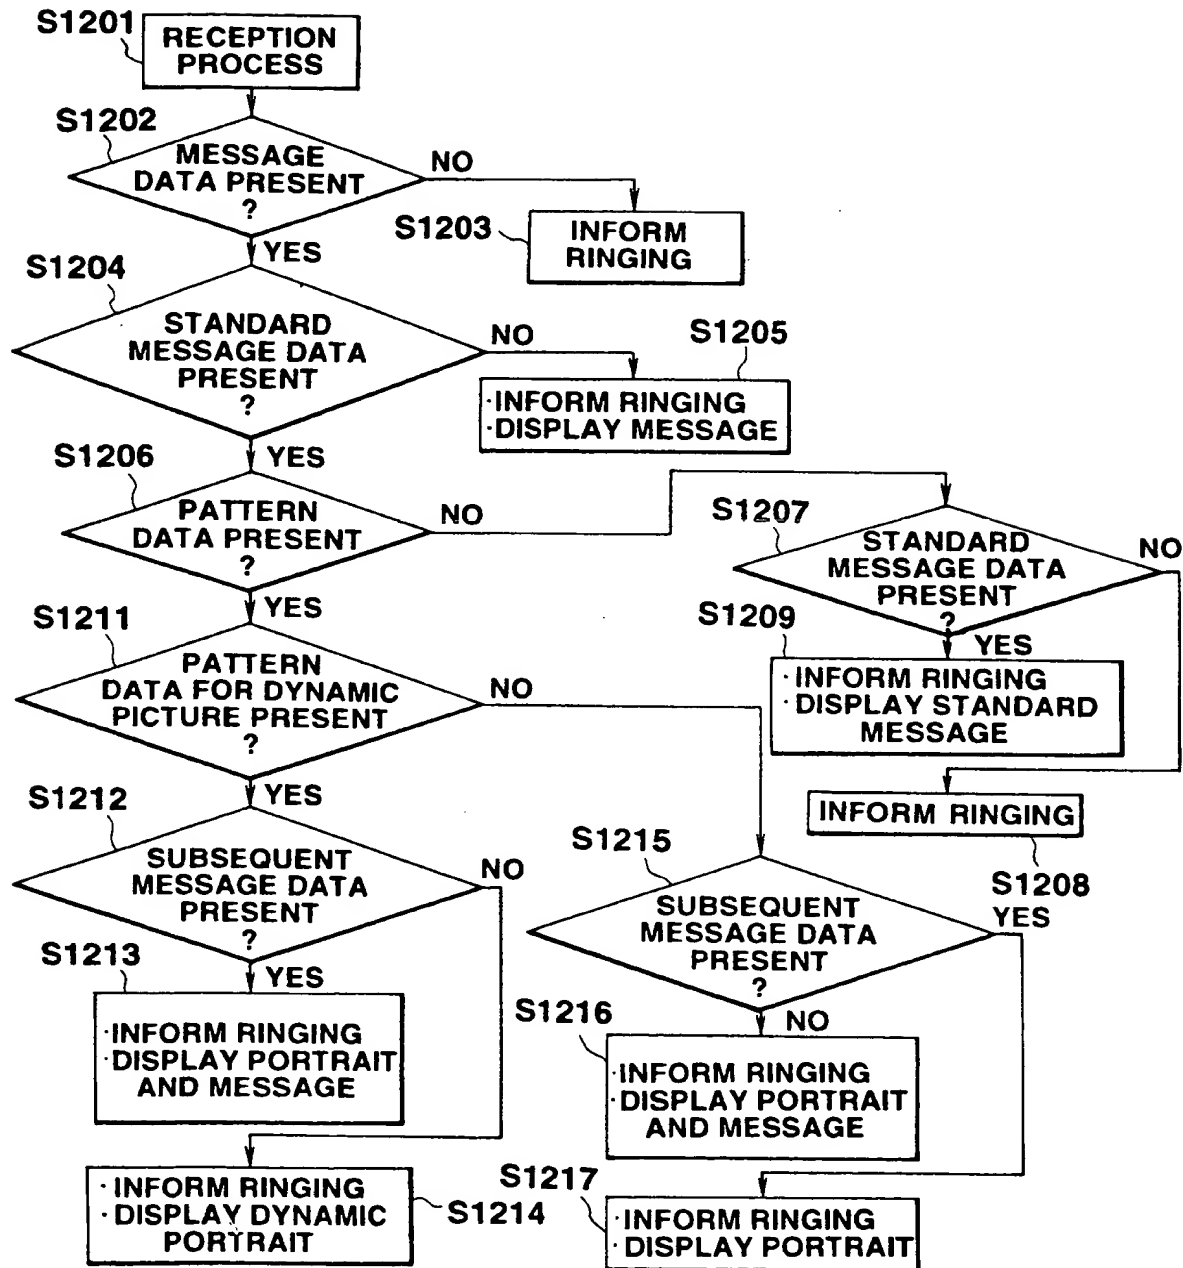 S1201
RECEPTION
PROCESS
S1202
MESSAGE
DATA PRESENT
?
NO
YES
S1203
INFORM
RINGING
S1204
STANDARD
MESSAGE DATA
PRESENT
?
NO
YES
S1205
·INFORM RINGING
·DISPLAY MESSAGE
S1206
PATTERN
DATA PRESENT
?
NO
YES
S1207
STANDARD
MESSAGE DATA
PRESENT
?
NO
YES
S1209
·INFORM RINGING
·DISPLAY STANDARD
MESSAGE
INFORM RINGING
S1208
S1211
PATTERN
DATA FOR DYNAMIC
PICTURE PRESENT
?
NO
YES
S1212
SUBSEQUENT
MESSAGE DATA
PRESENT
?
NO
YES
S1213
·INFORM RINGING
·DISPLAY PORTRAIT
AND MESSAGE
·INFORM RINGING
·DISPLAY DYNAMIC
PORTRAIT
S1214
S1215
SUBSEQUENT
MESSAGE DATA
PRESENT
?
YES
NO
S1216
·INFORM RINGING
·DISPLAY PORTRAIT
AND MESSAGE
S1217
·INFORM RINGING
·DISPLAY PORTRAIT